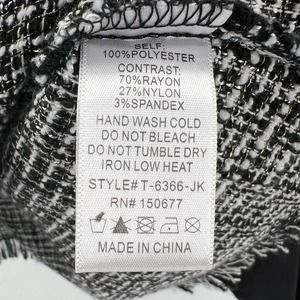 SELF:
100%POLYESTER
CONTRAST:
70%RAYON
27%NYLON
3%SPANDEX
HAND WASH COLD
DO NOT BLEACH
DO NOT TUMBLE DRY
IRON LOW HEAT
STYLE# T-6366-JK
RN# 150677
MADE IN CHINA